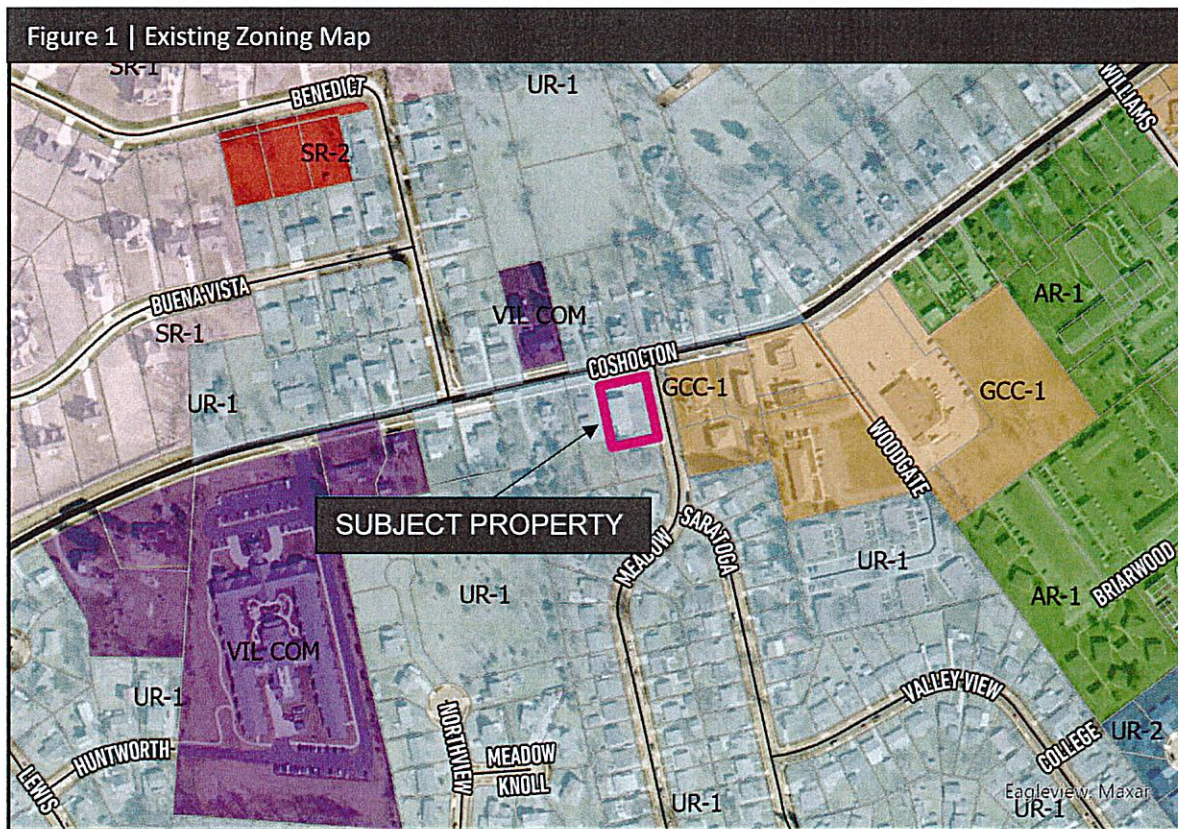 Figure 1 | Existing Zoning Map
SR-1
UR-1
WILLIAMS
BENEDICT
SR-2
AR-1
BUENA VISTA
SR-1
VIL COM
COSHOCTON
GCC-1
GCC-1
UR-1
WOODGATE
SUBJECT PROPERTY
SARATOGA
MEADOW
UR-1
UR-1
AR-1
BRIARWOOD
VIL COM
UR-1
VALLEY VIEW
NORTHVIEW
COLLEGE
UR-2
HUNTWORTH
MEADOW
KNOLL
LEWIS
UR-1
Eagleview, Maxar
UR-1